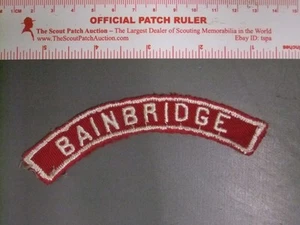 OFFICIAL PATCH RULER
The Scout Patch Auction – The Largest Dealer of Scouting Memorabilia in the World
www.TheScoutPatchAuction.com Ebay ID: tspa
BAINBRIDGE